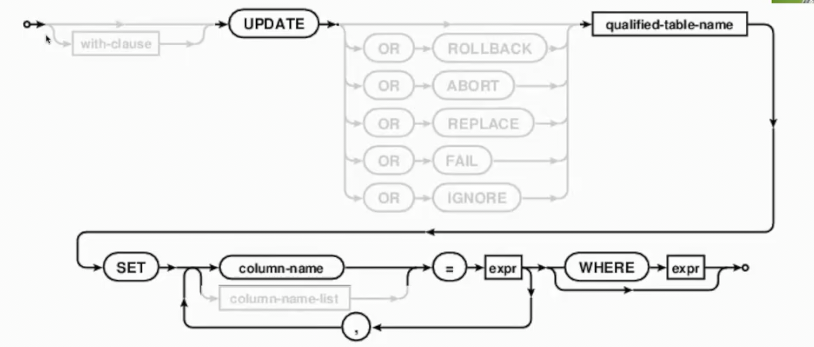 UPDATE qualified-table-name
with-clause
OR ROLLBACK
OR ABORT
OR REPLACE
OR FAIL
OR IGNORE
SET column-name = expr WHERE expr
column-name-list
,